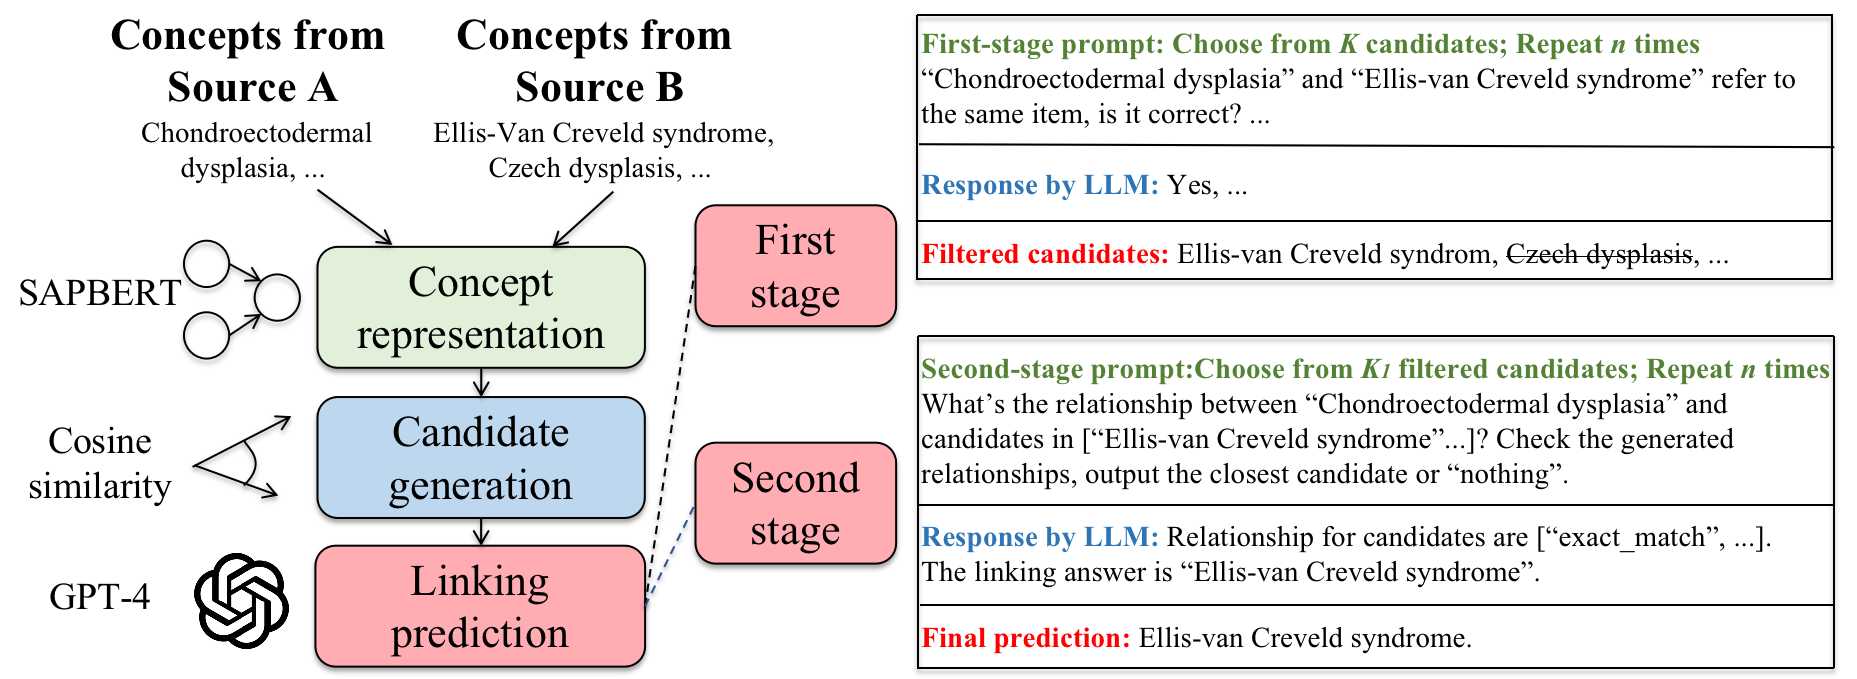 Concepts from
Source A
Chondroectodermal
dysplasia, ...
Concepts from
Source B
Ellis-Van Creveld syndrome,
Czech dysplasis, ...
SAPBERT
Concept
representation
Cosine
similarity
Candidate
generation
GPT-4
Linking
prediction
First
stage
Second
stage
First-stage prompt: Choose from K candidates; Repeat n times
“Chondroectodermal dysplasia” and “Ellis-van Creveld syndrome” refer to
the same item, is it correct? ...
Response by LLM: Yes, ...
Filtered candidates: Ellis-van Creveld syndrom, Czech dysplasis, ...
Second-stage prompt:Choose from K1 filtered candidates; Repeat n times
What’s the relationship between “Chondroectodermal dysplasia” and
candidates in [“Ellis-van Creveld syndrome”...]? Check the generated
relationships, output the closest candidate or “nothing”.
Response by LLM: Relationship for candidates are [“exact_match”, ...].
The linking answer is “Ellis-van Creveld syndrome”.
Final prediction: Ellis-van Creveld syndrome.